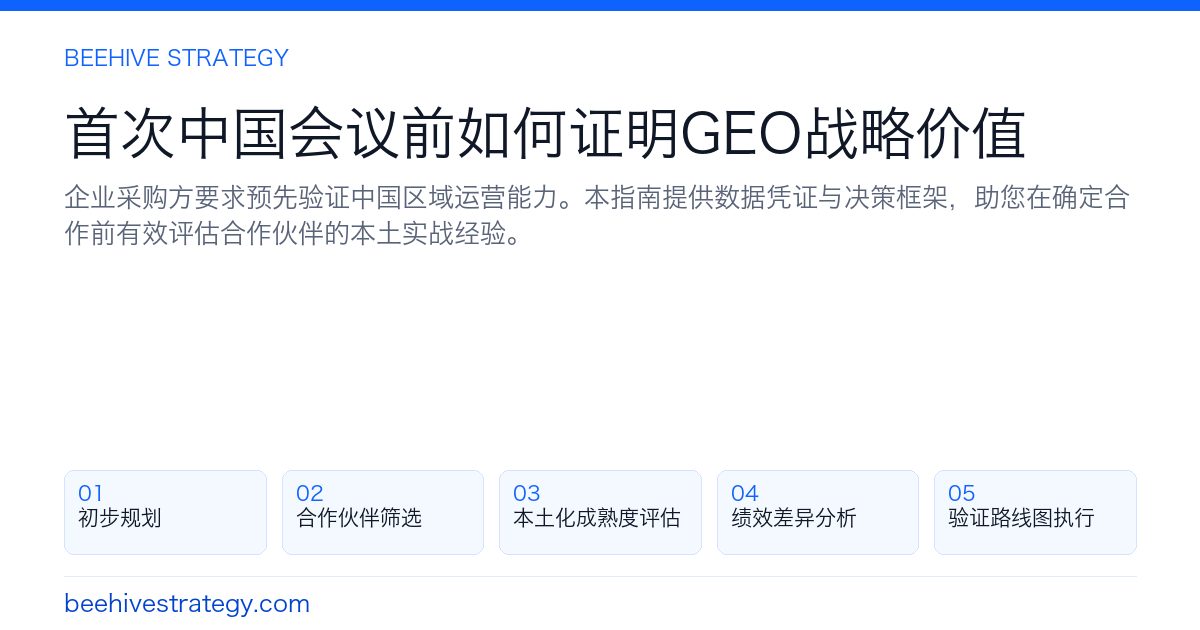 BEEHIVE STRATEGY
首次中国会议前如何证明GEO战略价值
企业采购方要求预先验证中国区域运营能力。本指南提供数据凭证与决策框架，助您在确定合
作前有效评估合作伙伴的本土实战经验。
01
初步规划
02
合作伙伴筛选
03
本土化成熟度评估
04
绩效差异分析
05
验证路线图执行
beehivestrategy.com